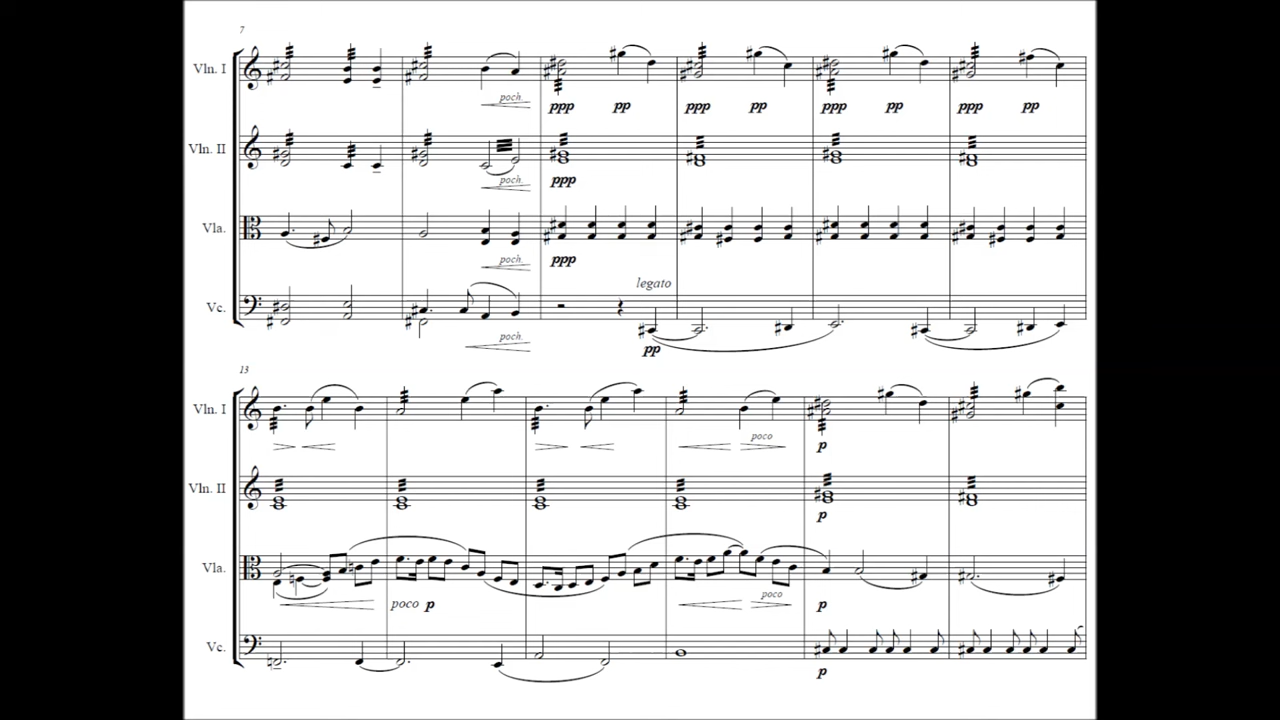 7
Vln. I
poch.
ppp pp ppp pp ppp pp ppp pp
Vln. II
poch.
ppp
Vla.
poch.
ppp
legato
Vc.
poch.
pp
13
Vln. I
poco
p
Vln. II
p
Vla.
poco p
poco
p
Vc.
p